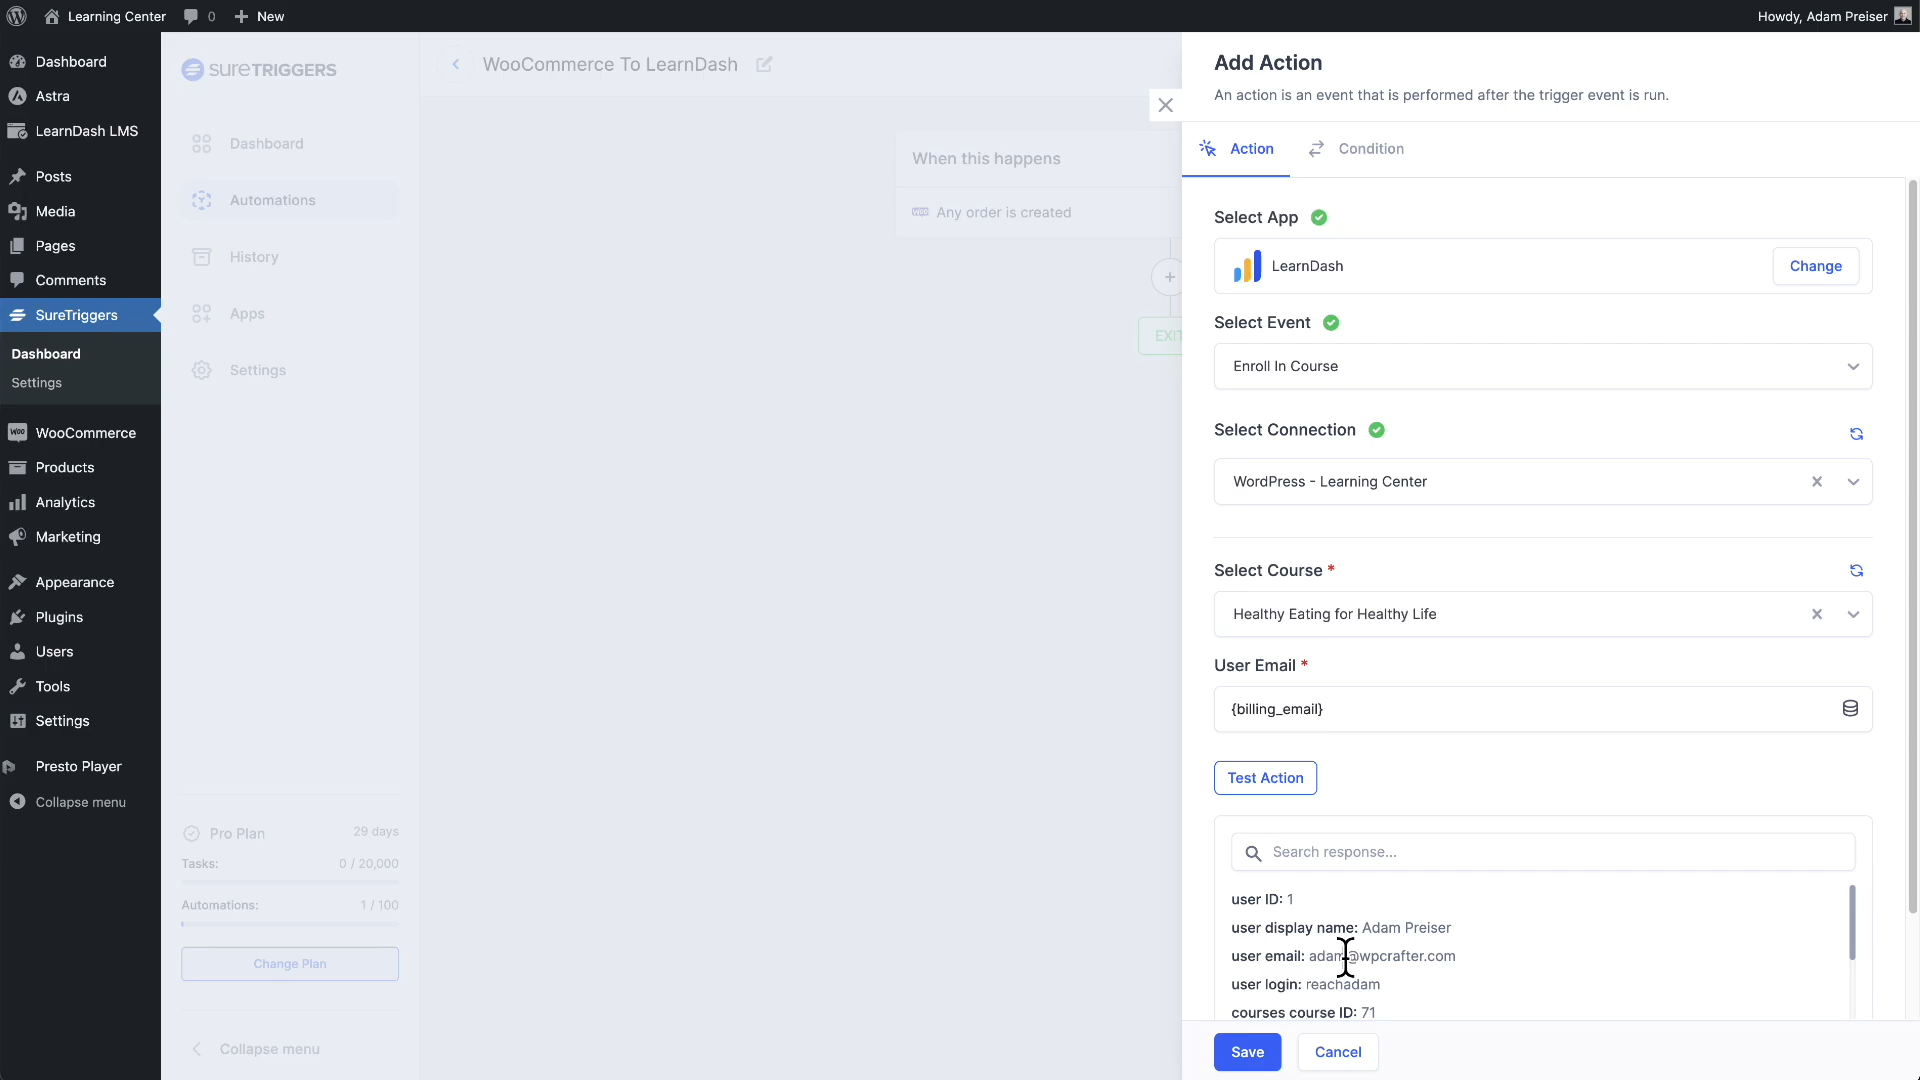 Learning Center
0
New
Howdy, Adam Preiser
Dashboard
Astra
LearnDash LMS
Posts
Media
Pages
Comments
SureTriggers
Dashboard
Settings
WooCommerce
Products
Analytics
Marketing
Appearance
Plugins
Users
Tools
Settings
Presto Player
Collapse menu
sureTRIGGERS
Dashboard
Automations
History
Apps
Settings
Pro Plan
29 days
Tasks:
0 / 20,000
Automations:
1 / 100
Change Plan
Collapse menu
WooCommerce To LearnDash
When this happens
Any order is created
EXIT
Add Action
An action is an event that is performed after the trigger event is run.
Action
Condition
Select App
LearnDash
Change
Select Event
Enroll In Course
Select Connection
WordPress - Learning Center
Select Course *
Healthy Eating for Healthy Life
User Email *
{billing_email}
Test Action
Search response...
user ID: 1
user display name: Adam Preiser
user email: adam@wpcrafter.com
user login: reachadam
courses course ID: 71
Save
Cancel